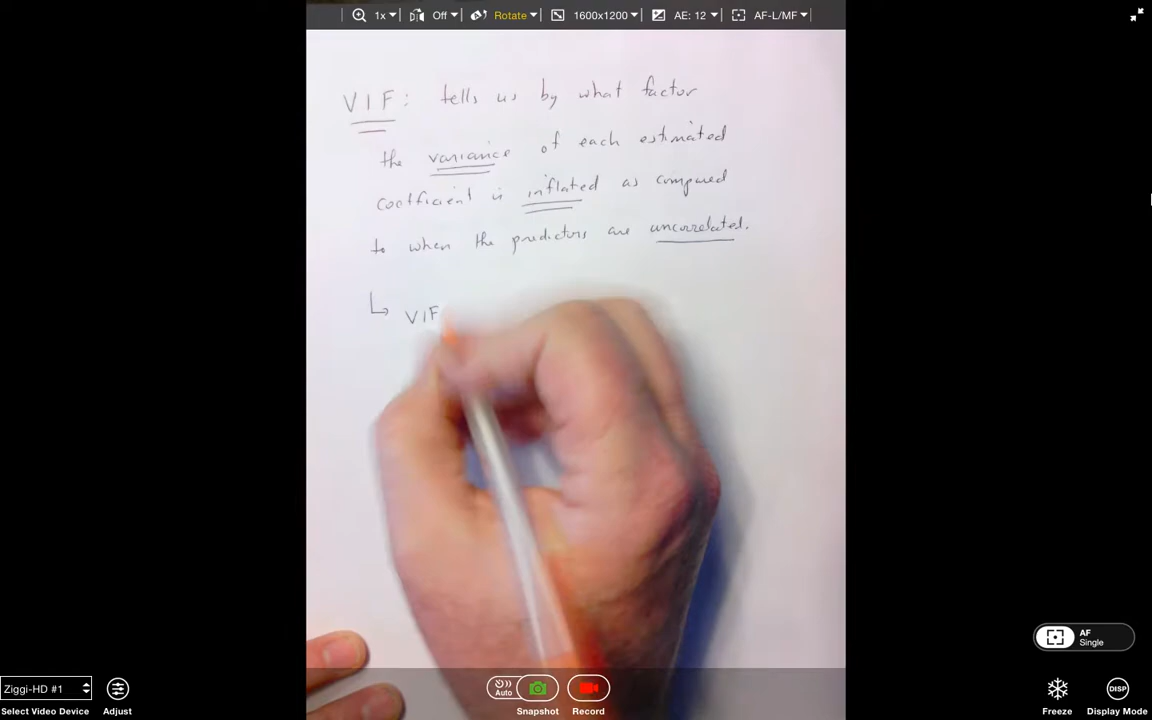 1x Off Rotate 1600x1200 AE: 12 AF-L/MF
VIF: tells us by what factor
the variance of each estimated
coefficient is inflated as compared
to when the predictors are uncorrelated.
VIF
AF
Single
Auto
Ziggi-HD #1
Select Video Device Adjust Snapshot Record
DISP
Freeze Display Mode